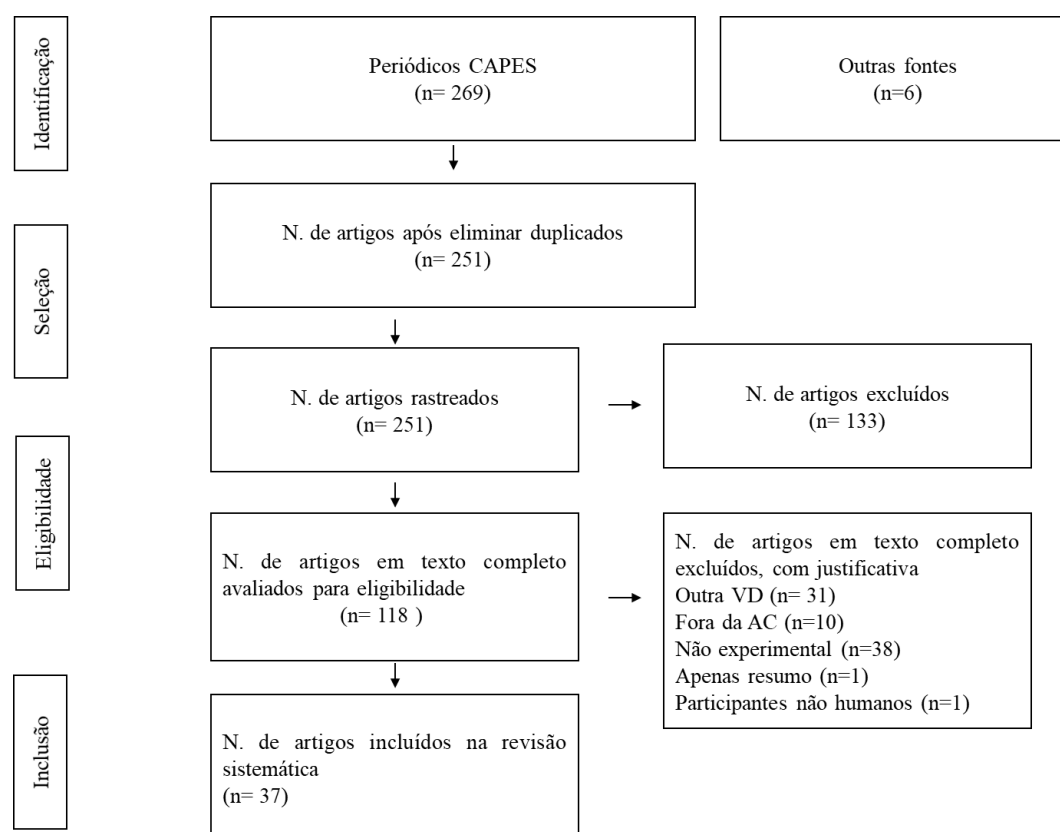 Identificação
Periódicos CAPES
(n= 269)
Outras fontes
(n=6)
Seleção
N. de artigos após eliminar duplicados
(n= 251)
N. de artigos rastreados
(n= 251)
N. de artigos excluídos
(n= 133)
Eligibilidade
N. de artigos em texto completo
avaliados para eligibilidade
(n= 118 )
N. de artigos em texto completo
excluídos, com justificativa
Outra VD (n= 31)
Fora da AC (n=10)
Não experimental (n=38)
Apenas resumo (n=1)
Participantes não humanos (n=1)
Inclusão
N. de artigos incluídos na revisão
sistemática
(n= 37)